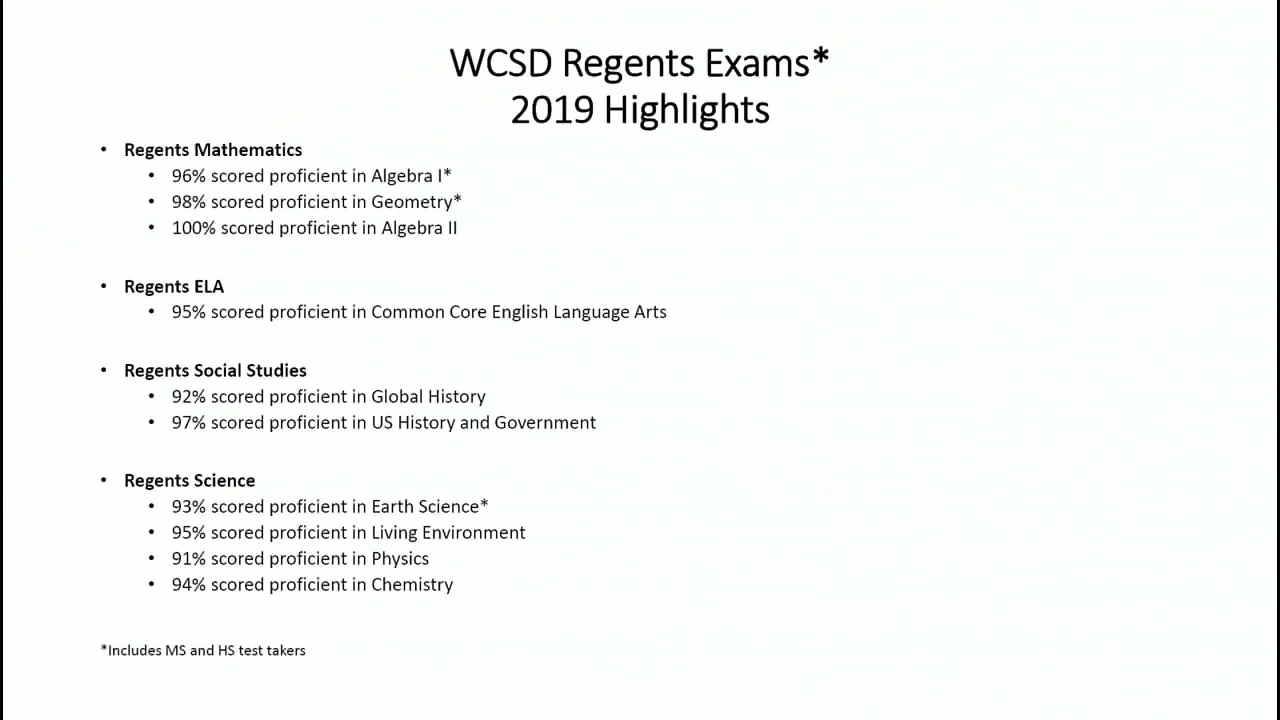 WCSD Regents Exams*
2019 Highlights
• Regents Mathematics
• 96% scored proficient in Algebra I*
• 98% scored proficient in Geometry*
• 100% scored proficient in Algebra II
• Regents ELA
• 95% scored proficient in Common Core English Language Arts
• Regents Social Studies
• 92% scored proficient in Global History
• 97% scored proficient in US History and Government
• Regents Science
• 93% scored proficient in Earth Science*
• 95% scored proficient in Living Environment
• 91% scored proficient in Physics
• 94% scored proficient in Chemistry
*Includes MS and HS test takers